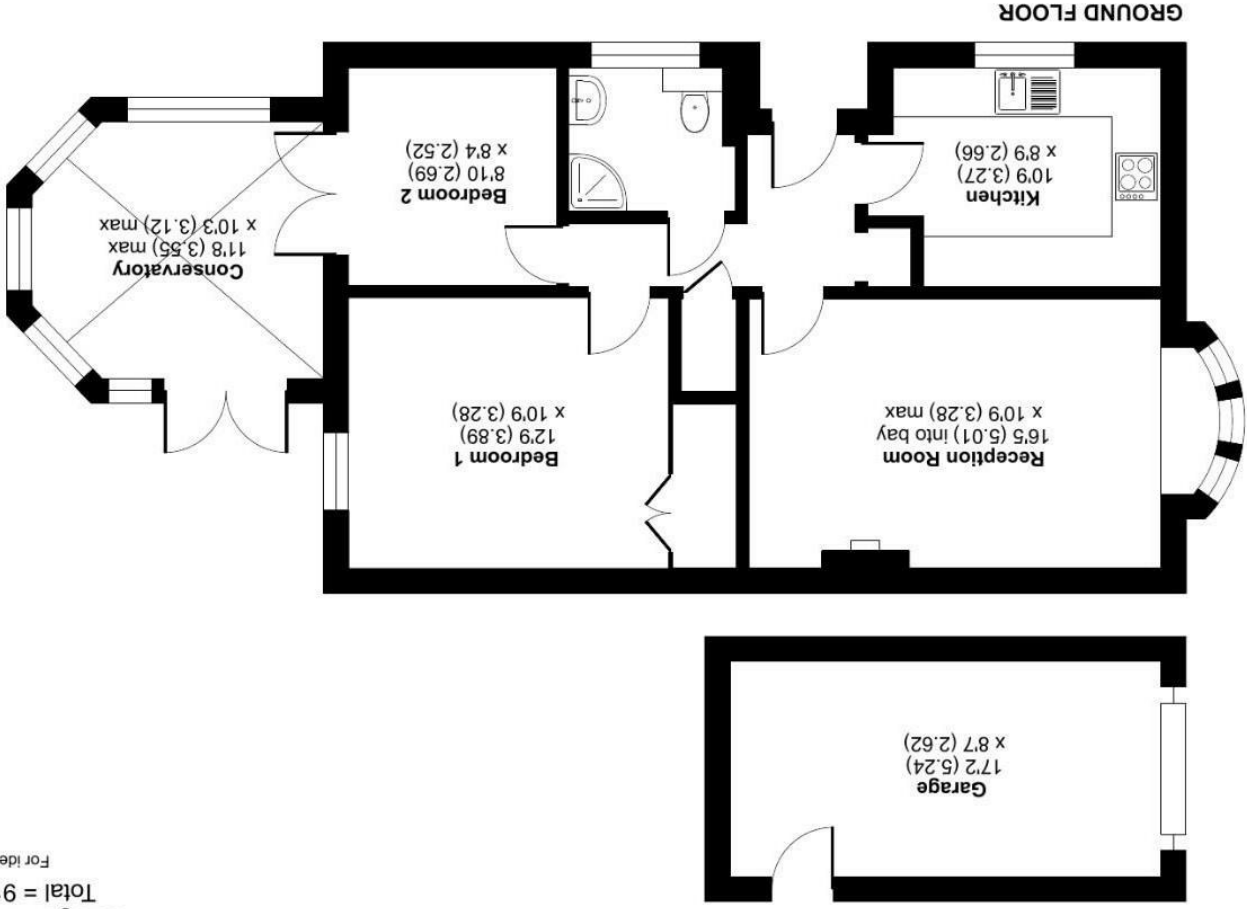 Total = 9
For ide
Garage
17'2 (5.24)
x 8'7 (2.62)
Reception Room
16'5 (5.01) into bay
x 10'9 (3.28) max
Bedroom 1
12'9 (3.89)
x 10'9 (3.28)
Conservatory
11'8 (3.55) max
x 10'3 (3.12) max
Kitchen
10'9 (3.27)
x 8'9 (2.66)
Bedroom 2
8'10 (2.69)
x 8'4 (2.52)
GROUND FLOOR